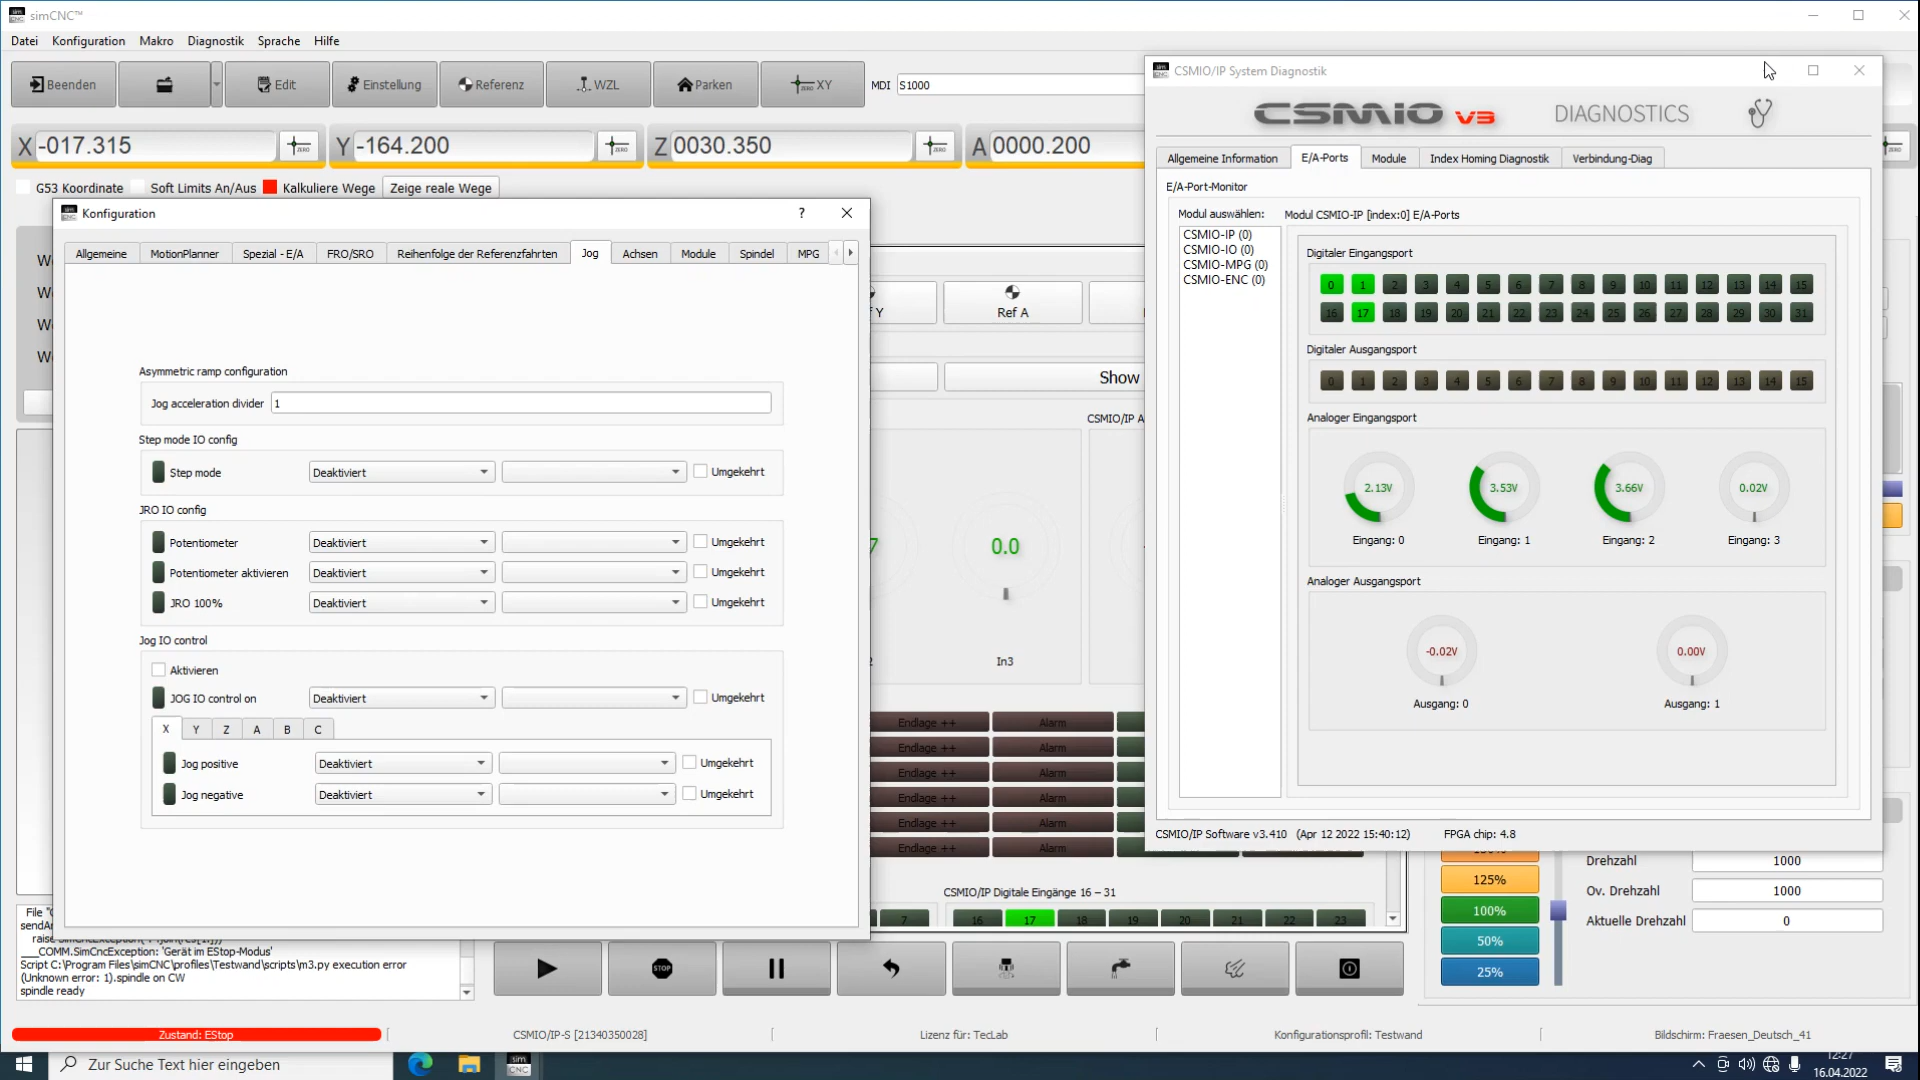 simCNC™
Datei Konfiguration Makro Diagnostik Sprache Hilfe
Beenden Edit Einstellung Referenz WZL Parken XY MDI S1000
X -017.315 Y -164.200 Z 0030.350 A 0000.200
G53 Koordinate Soft Limits An/Aus Kalkuliere Wege Zeige reale Wege
Konfiguration
Allgemeine MotionPlanner Spezial - E/A FRO/SRO Reihenfolge der Referenzfahrten Jog Achsen Module Spindel MPG
Asymmetric ramp configuration
Jog acceleration divider 1
Step mode IO config
Step mode Deaktiviert Umgekehrt
JRO IO config
Potentiometer Deaktiviert Umgekehrt
Potentiometer aktivieren Deaktiviert Umgekehrt
JRO 100% Deaktiviert Umgekehrt
Jog IO control
Aktivieren
JOG IO control on Deaktiviert Umgekehrt
X Y Z A B C
Jog positive Deaktiviert Umgekehrt
Jog negative Deaktiviert Umgekehrt
Y Ref A
Show
CSMIO/IP A
0.0
In3
Endlage ++ Alarm
Endlage ++ Alarm
Endlage ++ Alarm
Endlage ++ Alarm
Endlage ++ Alarm
Endlage ++ Alarm
CSMIO/IP Digitale Eingänge 16 – 31
7 16 17 18 19 20 21 22 23
CSMIO/IP System Diagnostik
CSMIO V3 DIAGNOSTICS
Allgemeine Information E/A-Ports Module Index Homing Diagnostik Verbindung-Diag
E/A-Port-Monitor
Modul auswählen: Modul CSMIO-IP [index:0] E/A-Ports
CSMIO-IP (0)
CSMIO-IO (0)
CSMIO-MPG (0)
CSMIO-ENC (0)
Digitaler Eingangsport
0 1 2 3 4 5 6 7 8 9 10 11 12 13 14 15
16 17 18 19 20 21 22 23 24 25 26 27 28 29 30 31
Digitaler Ausgangsport
0 1 2 3 4 5 6 7 8 9 10 11 12 13 14 15
Analoger Eingangsport
2.13V 3.53V 3.66V 0.02V
Eingang: 0 Eingang: 1 Eingang: 2 Eingang: 3
Analoger Ausgangsport
-0.02V 0.00V
Ausgang: 0 Ausgang: 1
CSMIO/IP Software v3.410 (Apr 12 2022 15:40:12) FPGA chip: 4.8
125%
100%
50%
25%
Drehzahl 1000
Ov. Drehzahl 1000
Aktuelle Drehzahl 0
___COMM.SimCncException: 'Gerät im EStop-Modus'
Script C:\Program Files\simCNC\profiles\Testwand\scripts\m3.py execution error
(Unknown error: 1).spindle on CW
spindle ready
STOP
Zustand: EStop CSMIO/IP-S [21340350028] Lizenz für: TecLab Konfigurationsprofil: Testwand Bildschirm: Fraesen_Deutsch_41
Zur Suche Text hier eingeben
12:27
16.04.2022